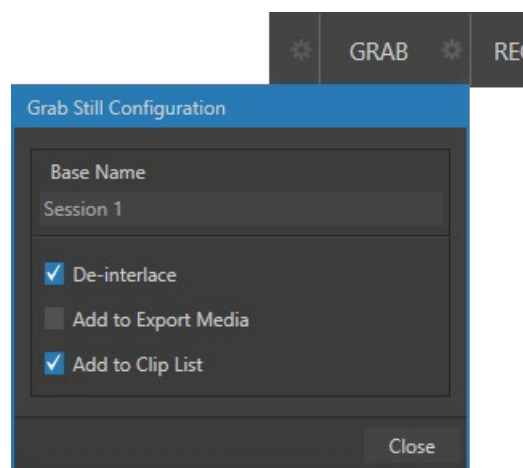 GRAB
REC
Grab Still Configuration
Base Name
Session 1
De-interlace
Add to Export Media
Add to Clip List
Close